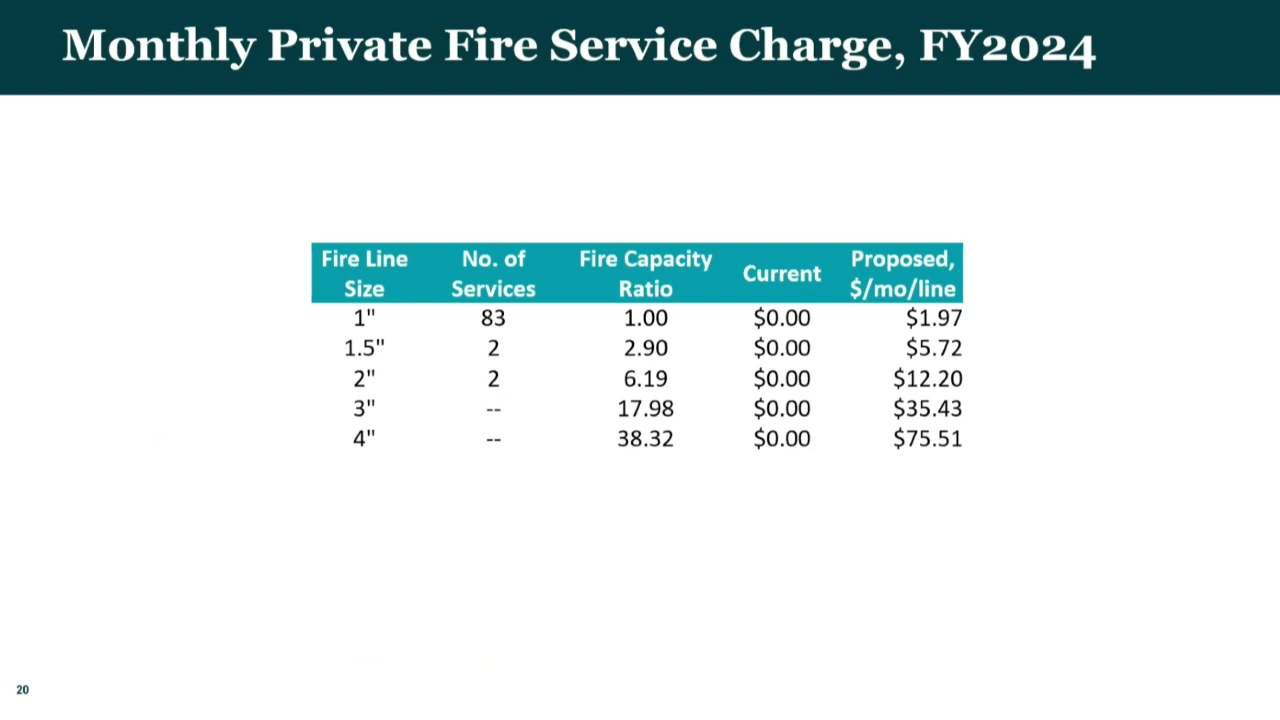 Monthly Private Fire Service Charge, FY2024
Fire Line Size No. of Services Fire Capacity Ratio Current Proposed, $/mo/line
1" 83 1.00 $0.00 $1.97
1.5" 2 2.90 $0.00 $5.72
2" 2 6.19 $0.00 $12.20
3" -- 17.98 $0.00 $35.43
4" -- 38.32 $0.00 $75.51
20